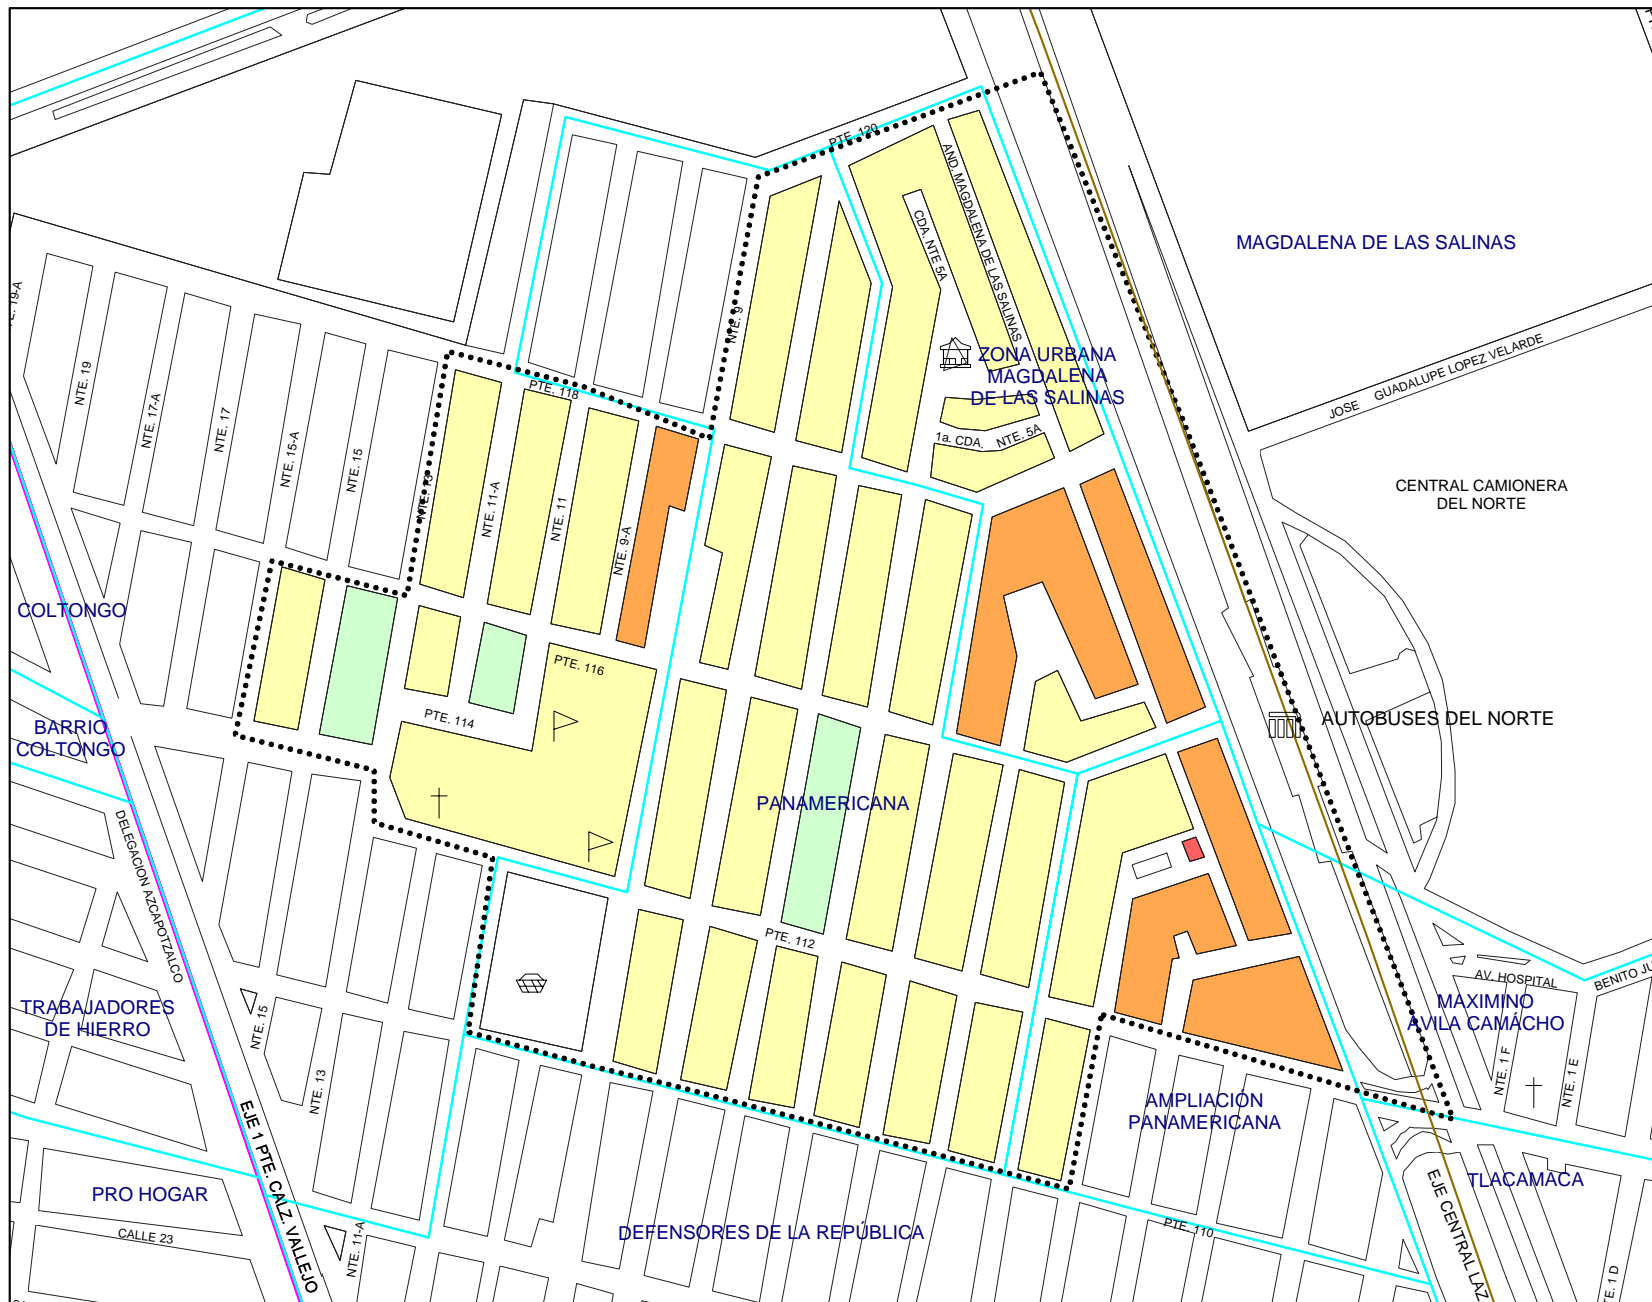 PTE. 120
AND. MAGDALENA DE LAS SALINAS
CDA. NTE 5A
MAGDALENA DE LAS SALINAS
NTE. 9
ZONA URBANA
MAGDALENA
DE LAS SALINAS
1a. CDA. NTE. 5A
JOSE GUADALUPE LOPEZ VELARDE
CENTRAL CAMIONERA
DEL NORTE
PTE. 118
NTE. 19
NTE. 17-A
NTE. 17
NTE. 15-A
NTE. 15
NTE. 13
NTE. 11-A
NTE. 11
NTE. 9-A
COLTONGO
PTE. 116
PTE. 114
BARRIO
COLTONGO
AUTOBUSES DEL NORTE
PANAMERICANA
DELEGACION AZCAPOTZALCO
PTE. 112
AV. HOSPITAL
BENITO JU
TRABAJADORES
DE HIERRO
MAXIMINO
AVILA CAMACHO
NTE. 15
NTE. 13
NTE. 1 F
NTE. 1 E
AMPLIACIÓN
PANAMERICANA
EJE 1 PTE. CALZ. VALLEJO
PRO HOGAR
CALLE 23
NTE. 11-A
DEFENSORES DE LA REPÚBLICA
PTE. 110
TLACAMACA
EJE CENTRAL LAZ
TE. 1 D